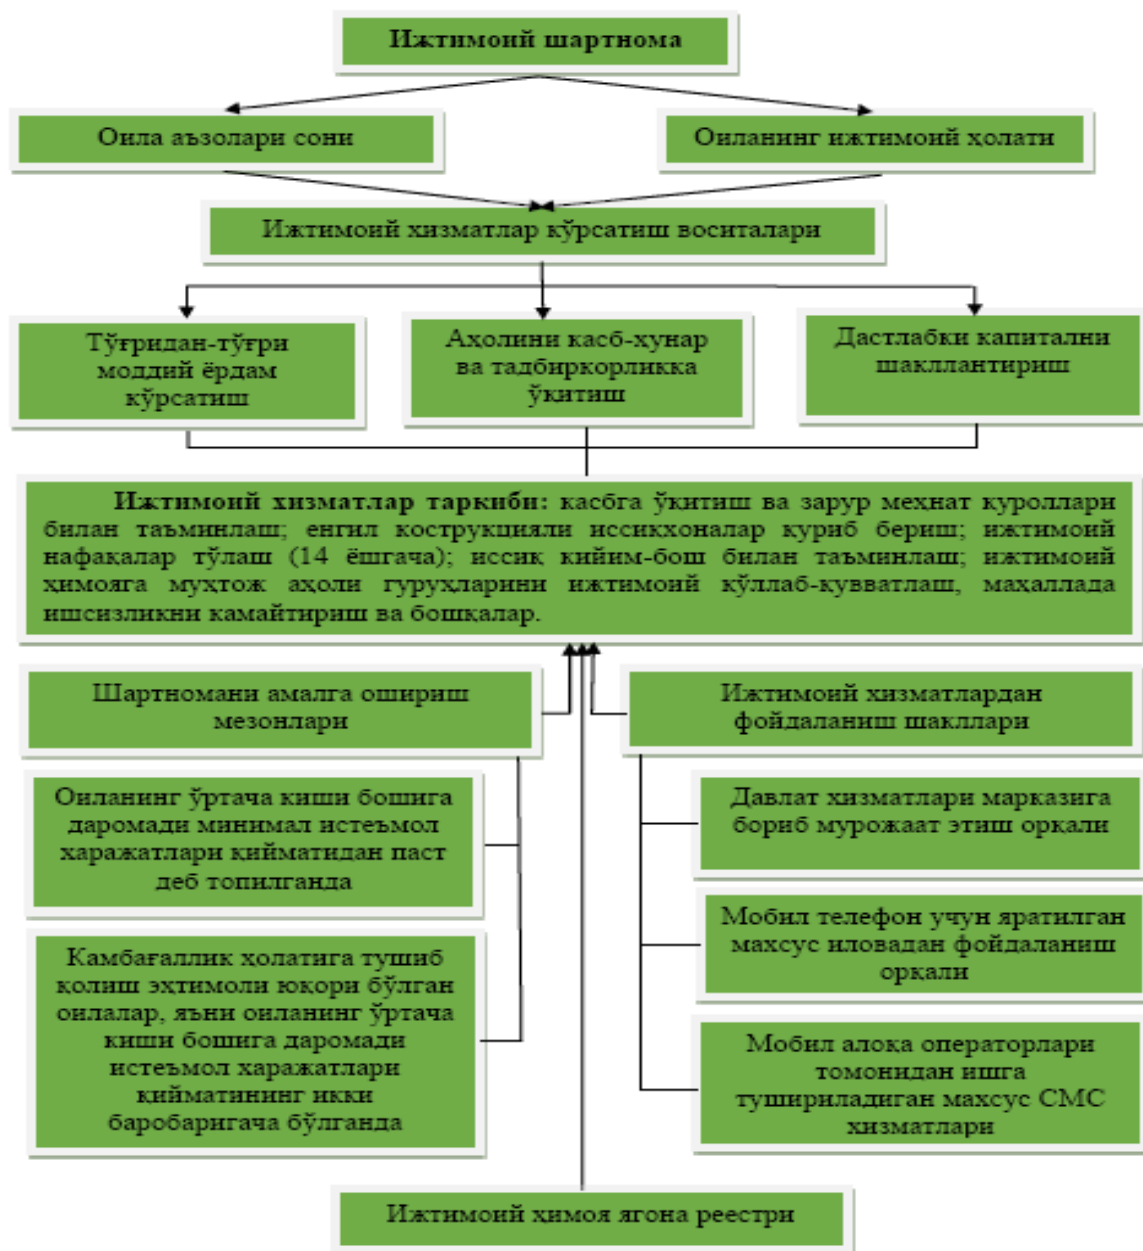 Ижтимоий шартнома
Оила аъзолари сони
Оиланинг ижтимоий ҳолати
Ижтимоий хизматлар кўрсатиш воситалари
Тўғридан-тўғри
моддий ёрдам
кўрсатиш
Аҳолини касб-ҳунар
ва тадбиркорликка
ўқитиш
Дастлабки капитални
шакллантириш
Ижтимоий хизматлар таркиби: касбга ўқитиш ва зарур меҳнат қуроллари
билан таъминлаш; енгил кострукцияли иссиқхоналар қуриб бериш; ижтимоий
нафақалар тўлаш (14 ёшгача); иссиқ кийим-бош билан таъминлаш; ижтимоий
ҳимояга муҳтож аҳоли гуруҳларини ижтимоий қўллаб-қувватлаш, маҳаллада
ишсизликни камайтириш ва бошқалар.
Шартномани амалга ошириш
мезонлари
Оиланинг ўртача киши бошига
даромади минимал истеъмол
харажатлари қийматидан паст
деб топилганда
Камбағаллик ҳолатига тушиб
қолиш эҳтимоли юқори бўлган
оилалар, яъни оиланинг ўртача
киши бошига даромади
истеъмол харажатлари
қийматининг икки
баробаригача бўлганда
Ижтимоий хизматлардан
фойдаланиш шакллари
Давлат хизматлари марказига
бориб мурожаат этиш орқали
Мобил телефон учун яратилган
махсус иловадан фойдаланиш
орқали
Мобил алоқа операторлари
томонидан ишга
тушириладиган махсус СМС
хизматлари
Ижтимоий ҳимоя ягона реестри